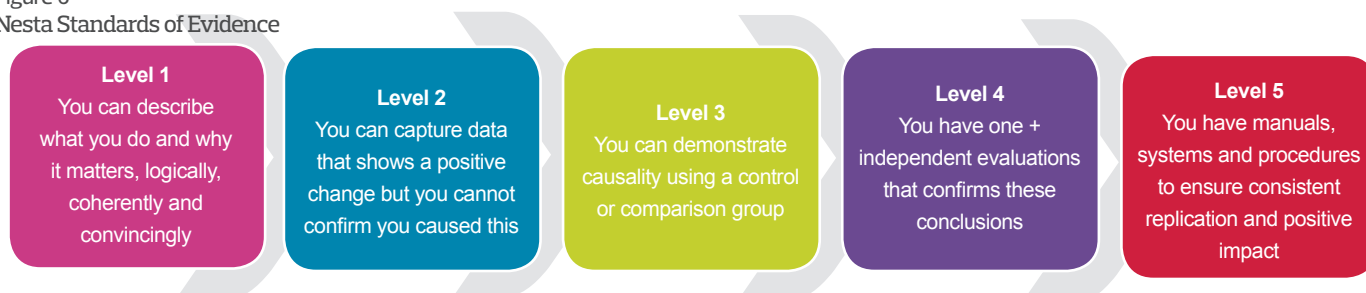 Nesta Standards of Evidence
Level 1
You can describe
what you do and why
it matters, logically,
coherently and
convincingly
Level 2
You can capture data
that shows a positive
change but you cannot
confirm you caused this
Level 3
You can demonstrate
causality using a control
or comparison group
Level 4
You have one +
independent evaluations
that confirms these
conclusions
Level 5
You have manuals,
systems and procedures
to ensure consistent
replication and positive
impact